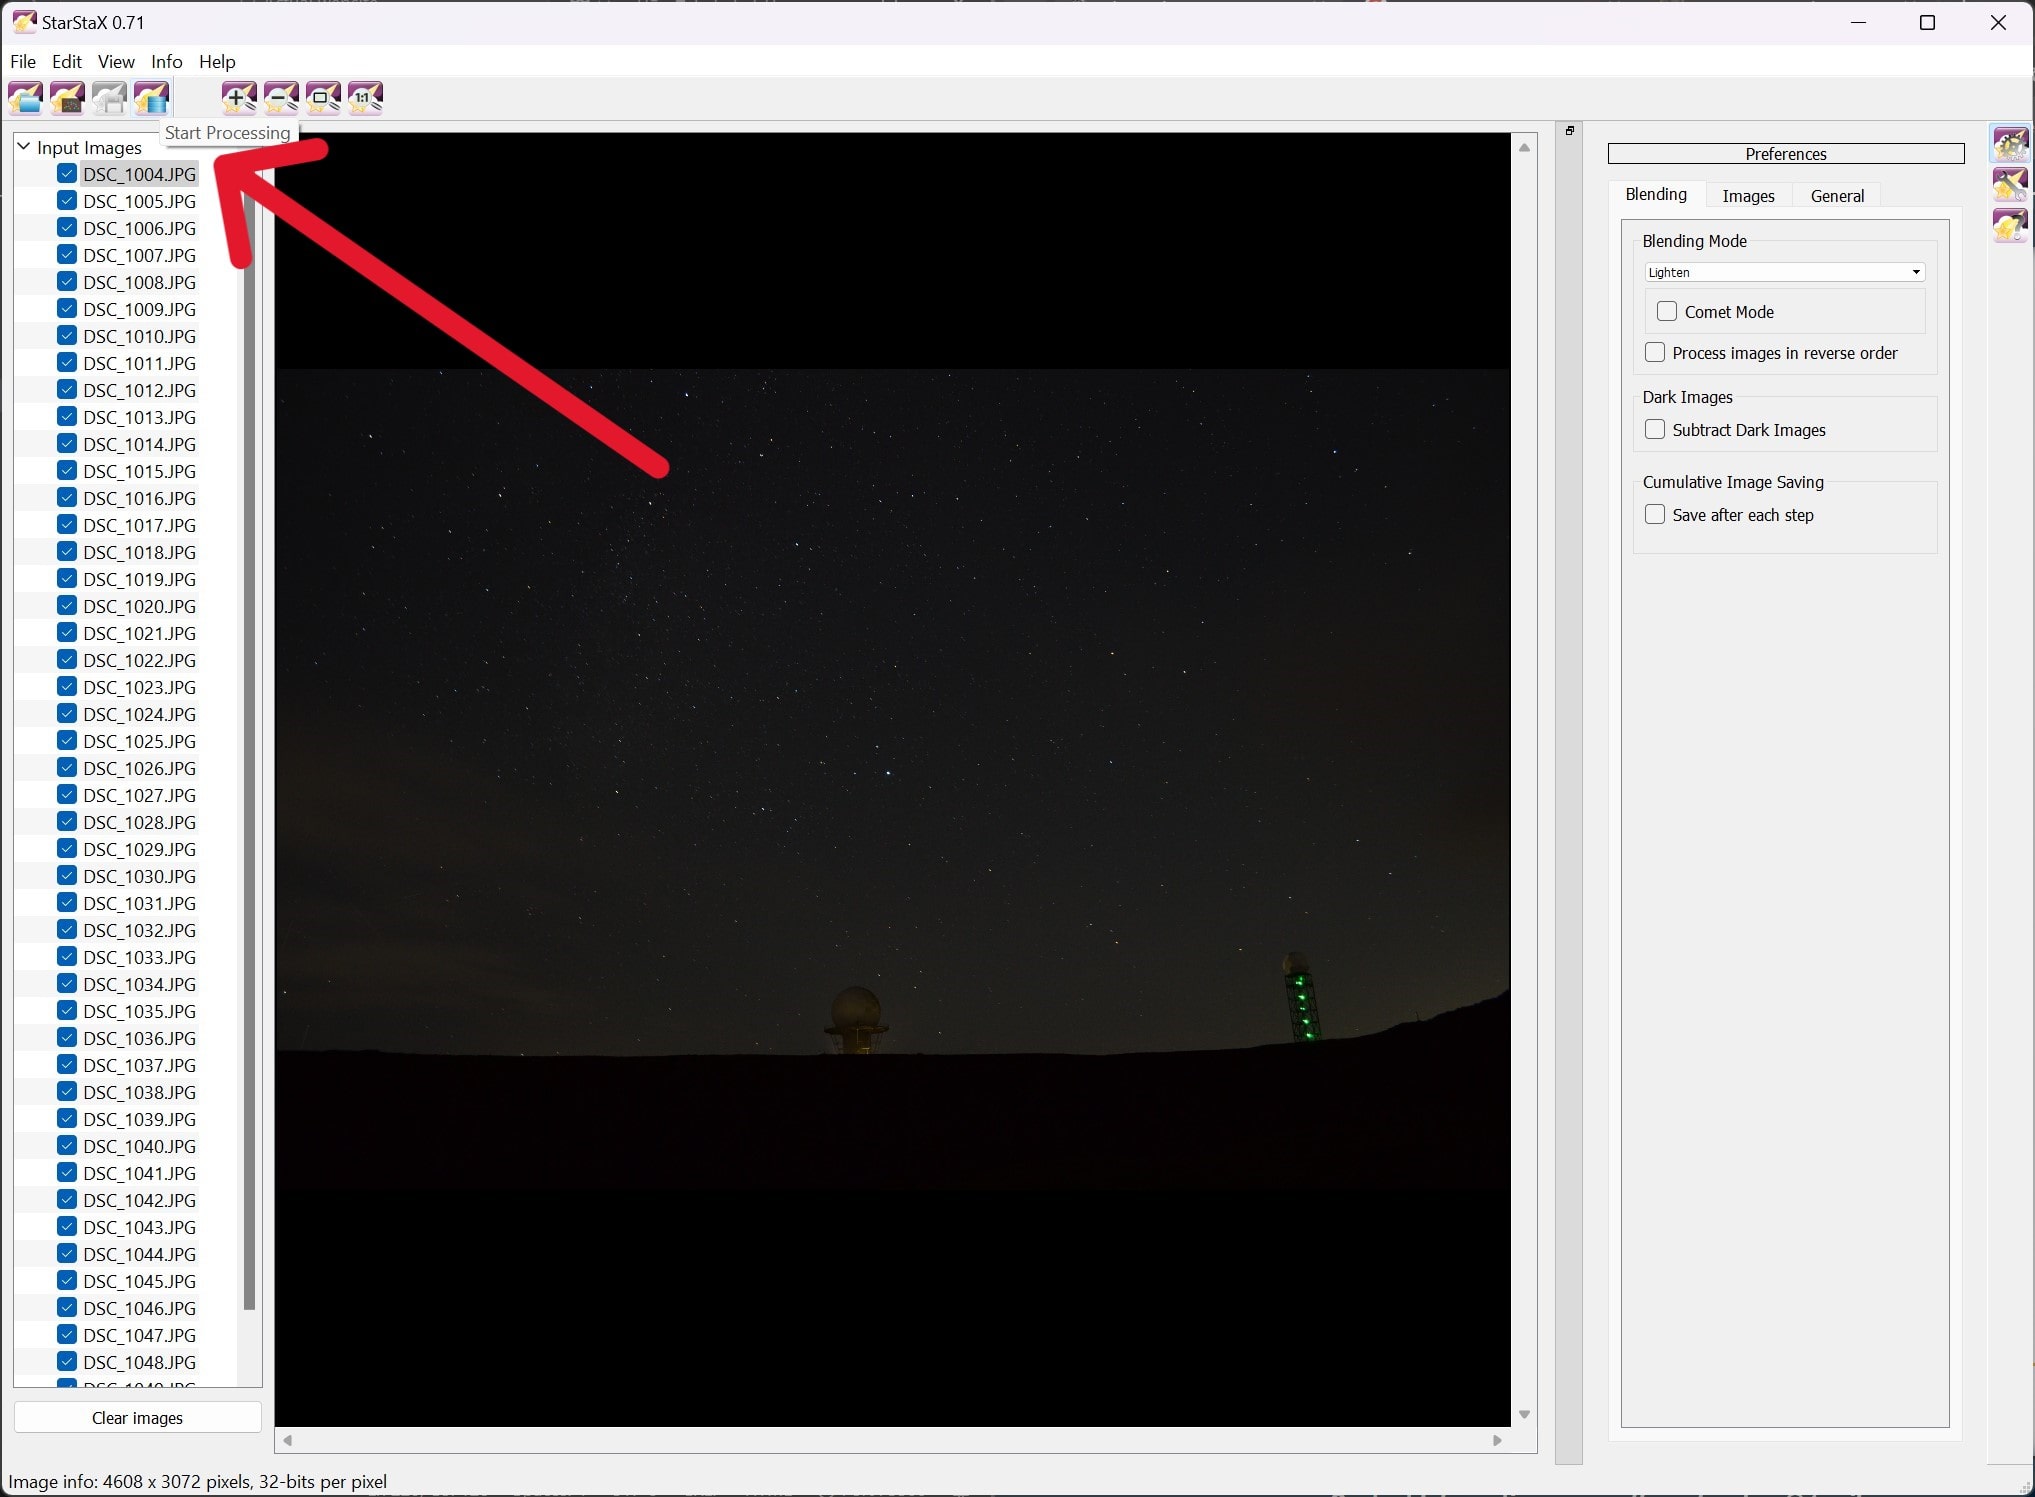 StarStaX 0.71
File Edit View Info Help
1:1
Start Processing
Input Images
DSC_1004.JPG
DSC_1005.JPG
DSC_1006.JPG
DSC_1007.JPG
DSC_1008.JPG
DSC_1009.JPG
DSC_1010.JPG
DSC_1011.JPG
DSC_1012.JPG
DSC_1013.JPG
DSC_1014.JPG
DSC_1015.JPG
DSC_1016.JPG
DSC_1017.JPG
DSC_1018.JPG
DSC_1019.JPG
DSC_1020.JPG
DSC_1021.JPG
DSC_1022.JPG
DSC_1023.JPG
DSC_1024.JPG
DSC_1025.JPG
DSC_1026.JPG
DSC_1027.JPG
DSC_1028.JPG
DSC_1029.JPG
DSC_1030.JPG
DSC_1031.JPG
DSC_1032.JPG
DSC_1033.JPG
DSC_1034.JPG
DSC_1035.JPG
DSC_1036.JPG
DSC_1037.JPG
DSC_1038.JPG
DSC_1039.JPG
DSC_1040.JPG
DSC_1041.JPG
DSC_1042.JPG
DSC_1043.JPG
DSC_1044.JPG
DSC_1045.JPG
DSC_1046.JPG
DSC_1047.JPG
DSC_1048.JPG
Clear images
Image info: 4608 x 3072 pixels, 32-bits per pixel
Preferences
Blending Images General
Blending Mode
Lighten
Comet Mode
Process images in reverse order
Dark Images
Subtract Dark Images
Cumulative Image Saving
Save after each step